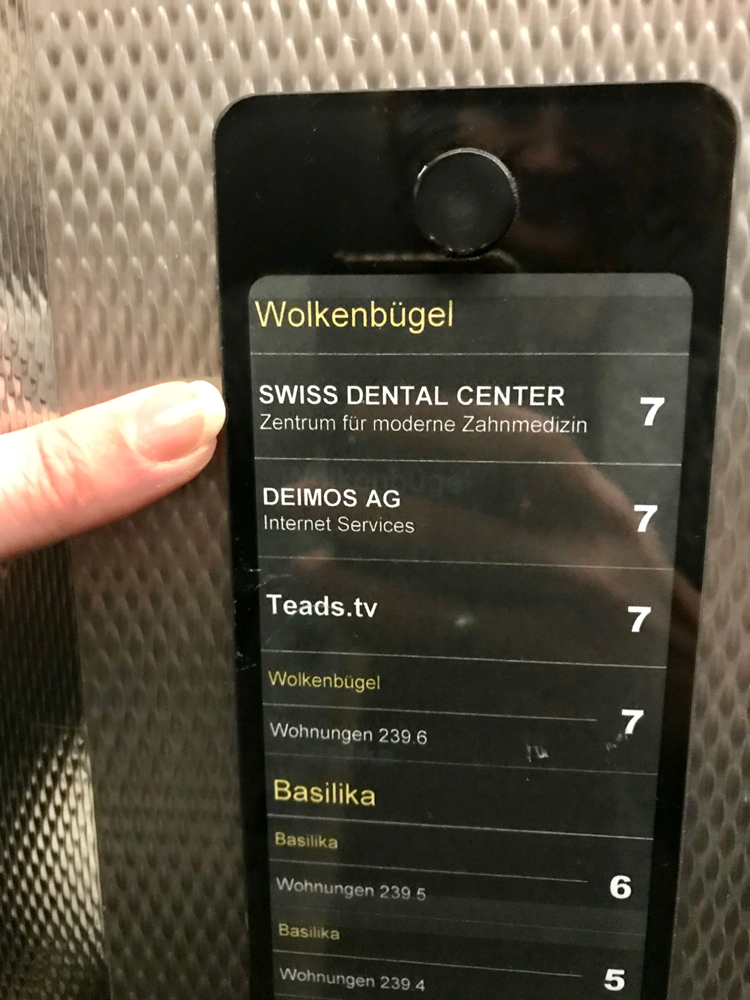 Wolkenbügel
SWISS DENTAL CENTER
Zentrum für moderne Zahnmedizin
7
DEIMOS AG
Internet Services
7
Teads.tv
7
Wolkenbügel
7
Wohnungen 239.6
Basilika
Basilika
6
Wohnungen 239 5
Basilika
5
Wohnungen 239.4